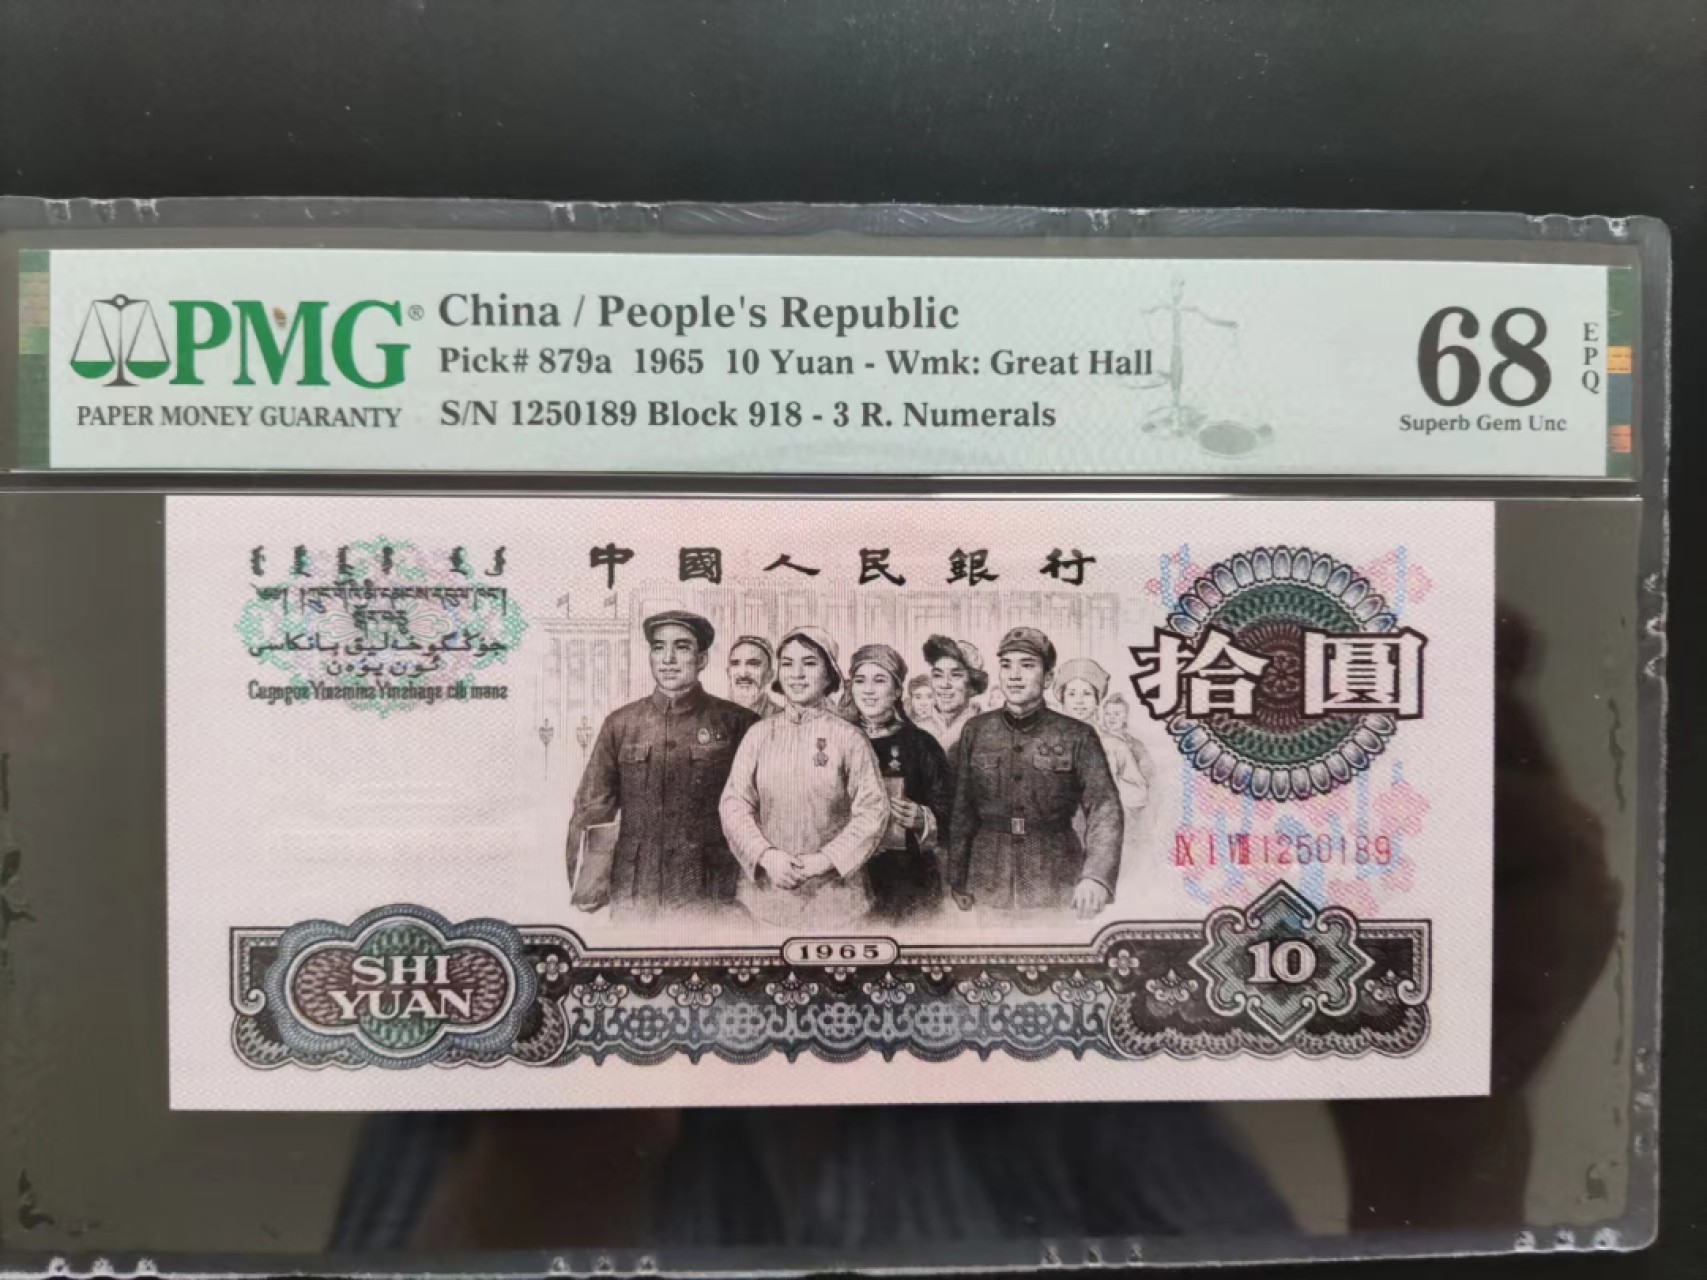 PMG®
PAPER MONEY GUARANTY
China / People's Republic
Pick# 879a 1965 10 Yuan - Wmk: Great Hall
S/N 1250189 Block 918 - 3 R. Numerals
68
EPQ
Superb Gem Unc
中國人民銀行
拾圓
ⅨⅠⅧ1250189
1965
SHI
YUAN
10